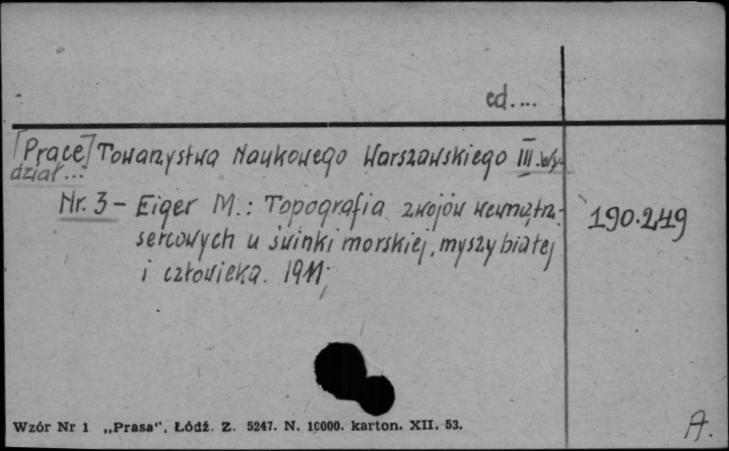 cd....
[Prace] Towarzystwa Naukowego Warszawskiego III. Wy-
dział...
Nr. 3 - Eiger M.: Topografia zwojów wewnątrz-
sercowych u świnki morskiej, myszy białej
i człowieka. 1911;
190.249
Wzór Nr 1 „Prasa“, Łódź. Z. 5247. N. 10000. karton. XII. 53.
A.